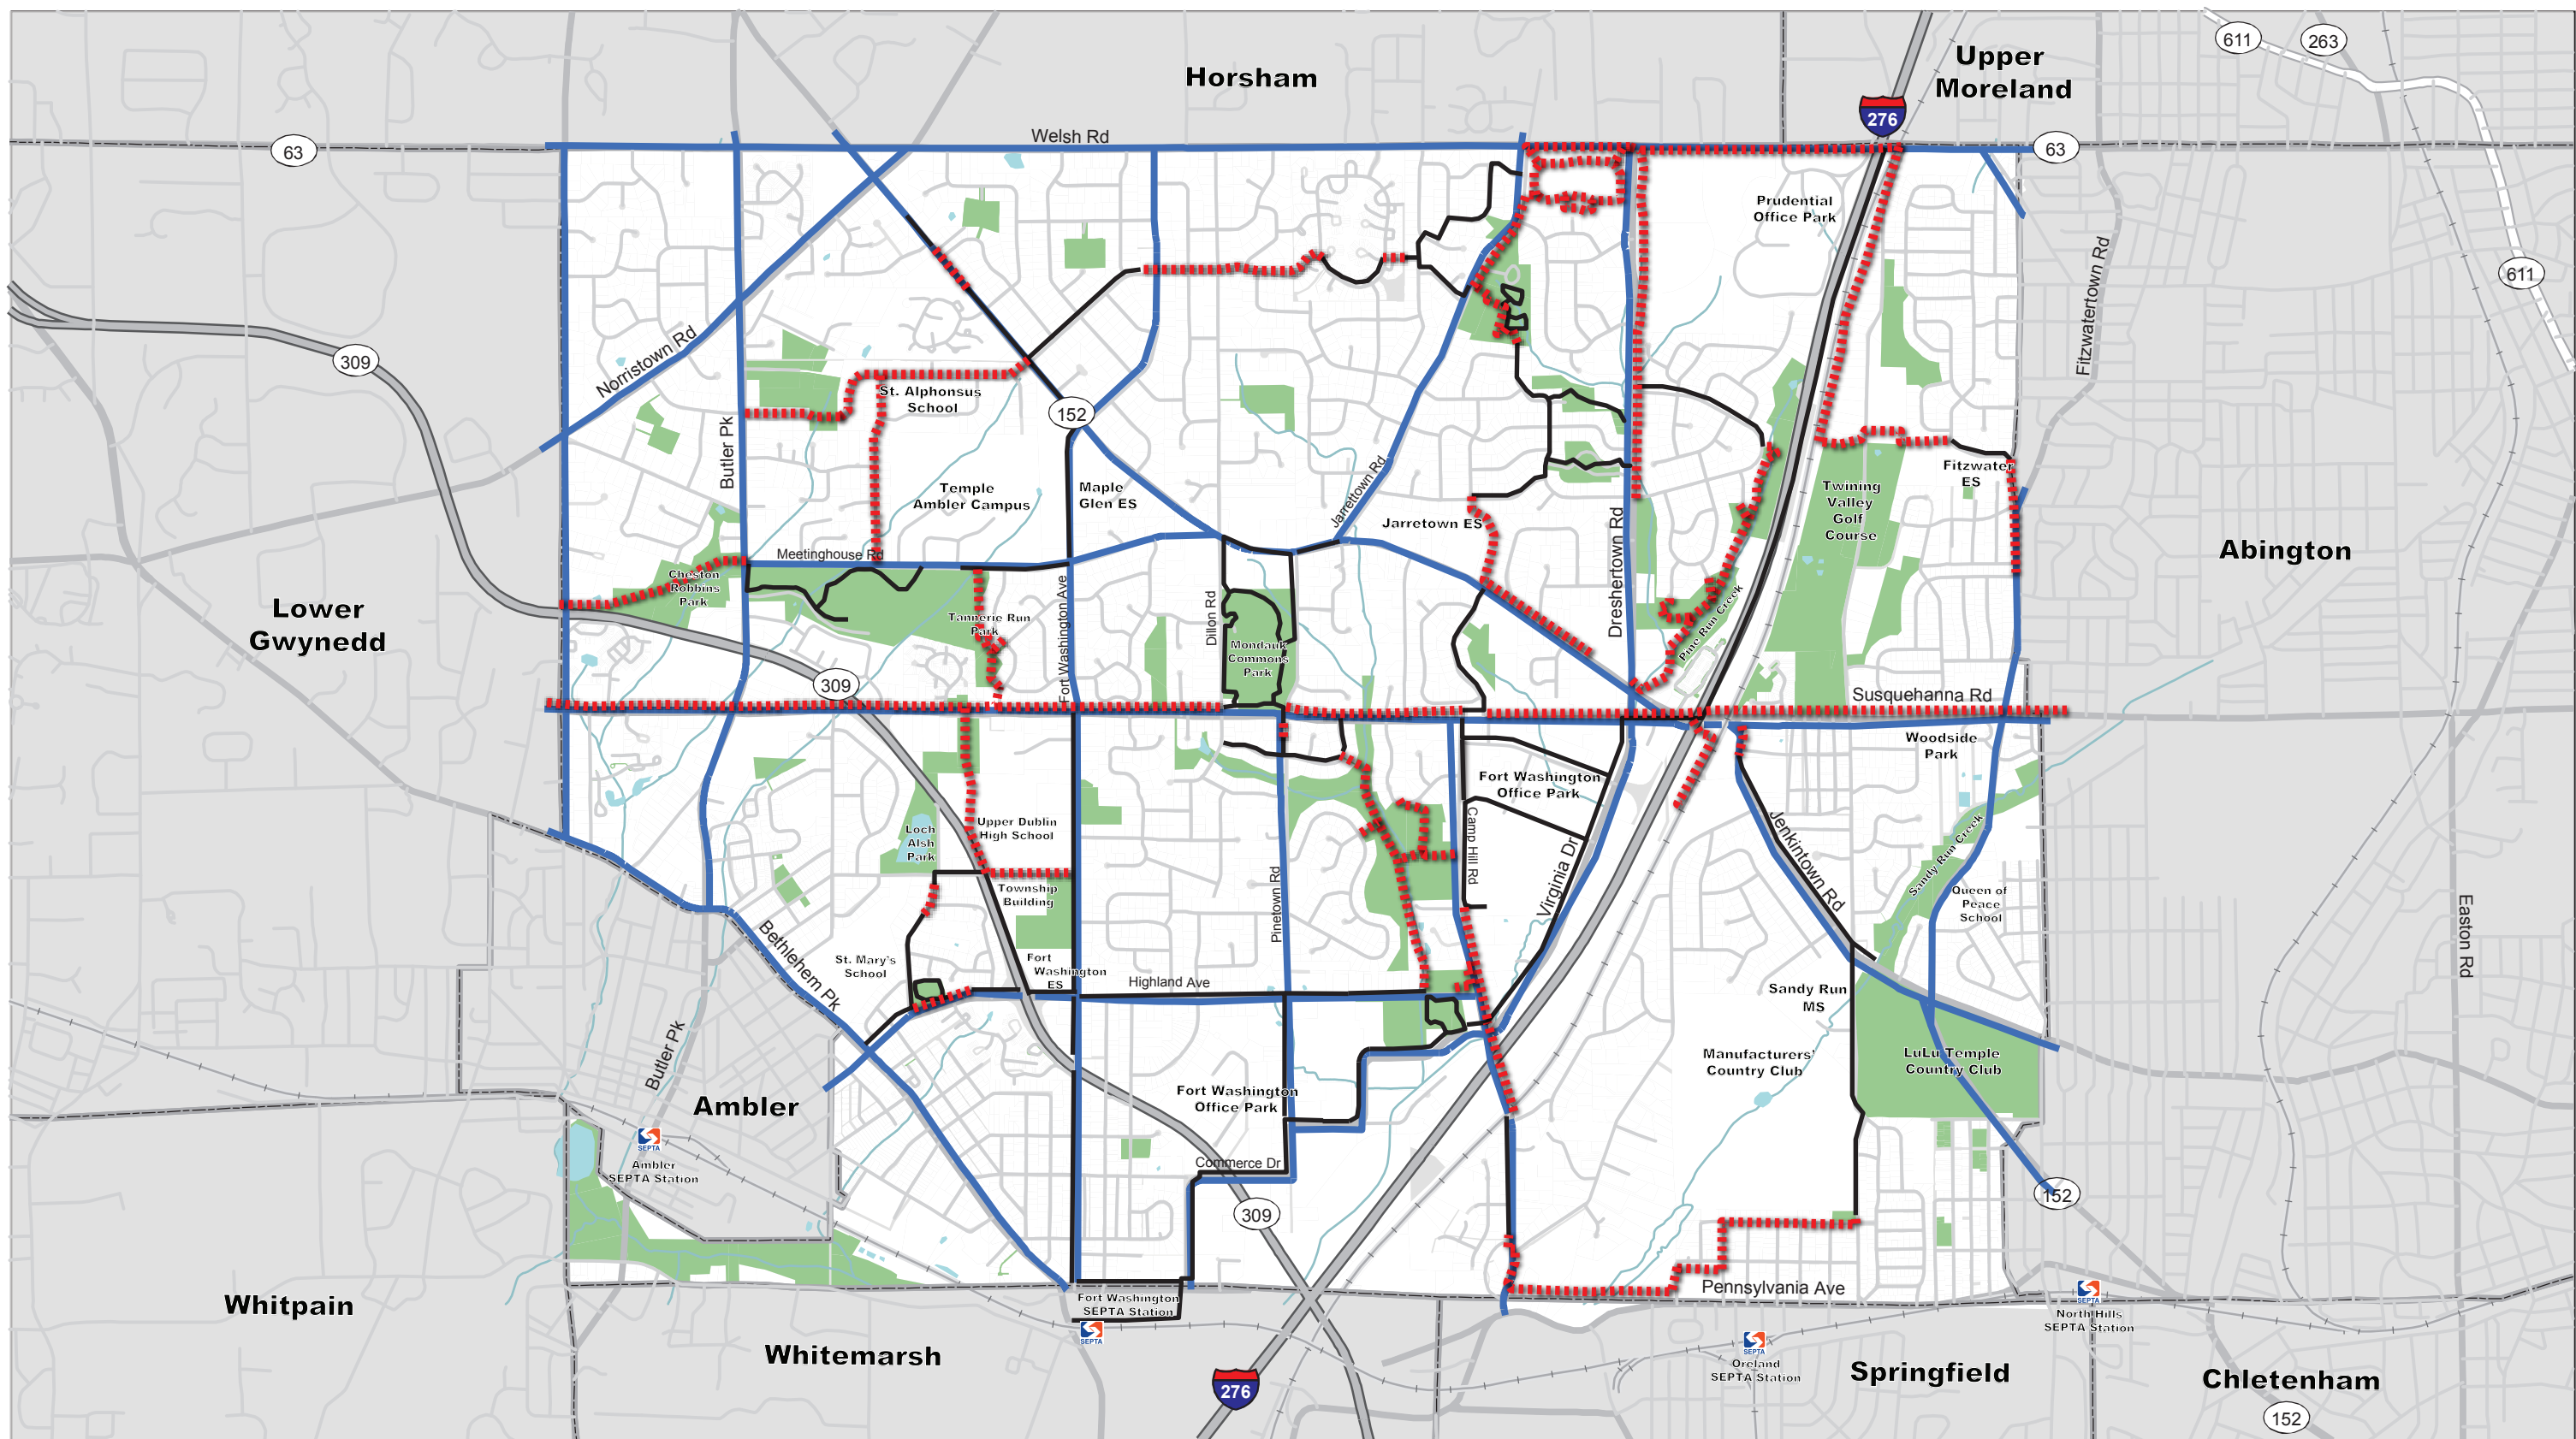 611
263
Upper
Moreland
Horsham
276
Welsh Rd
63
63
Prudential
Office Park
Fitzwatertown Rd
611
309
Norristown Rd
St. Alphonsus
School
152
Butler Pk
Jarrettown Rd
Fitzwater
ES
Temple
Ambler Campus
Maple
Glen ES
Twining
Valley
Golf
Course
Jarretown ES
Dreshertown Rd
Abington
Meetinghouse Rd
Cheston
Robbins
Park
Lower
Gwynedd
Tannerie Run
Park
Fort Washington Ave
Dillon Rd
Mondauk
Commons
Park
Pine Run Creek
309
Susquehanna Rd
Woodside
Park
Fort Washington
Office Park
Loch
Alsh
Park
Upper Dublin
High School
Camp Hill Rd
Jenkintown Rd
Sandy Run Creek
Virginia Dr
Township
Building
Pinetown Rd
Queen of
Peace
School
Easton Rd
Bethlehem Pk
St. Mary's
School
Fort
Washington
ES
Highland Ave
Sandy Run
MS
Butler Pk
Manufacturers'
Country Club
LuLu Temple
Country Club
Fort Washington
Office Park
Ambler
SEPTA
Ambler
SEPTA Station
Commerce Dr
152
309
Pennsylvania Ave
Whitpain
Fort Washington
SEPTA Station
SEPTA
SEPTA
North Hills
SEPTA Station
Whitemarsh
SEPTA
Oreland
SEPTA Station
Springfield
Chletenham
276
152